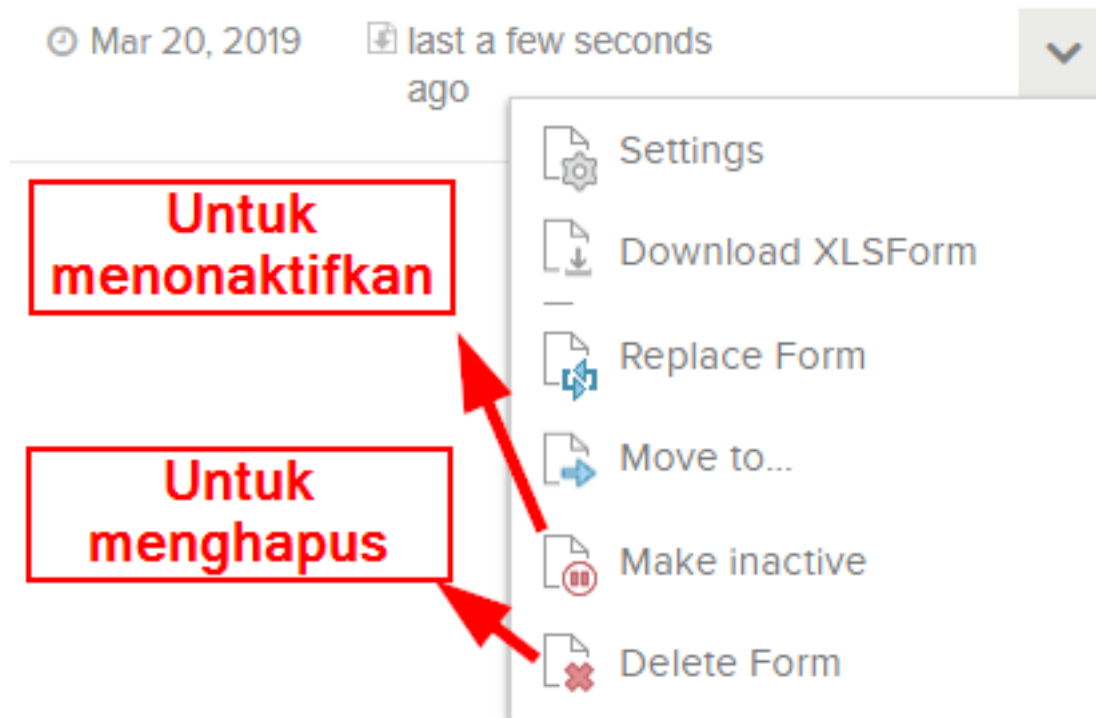 Mar 20, 2019
last a few seconds
ago
Settings
Untuk
menonaktifkan
Download XLSForm
Replace Form
Move to...
Untuk
menghapus
Make inactive
Delete Form